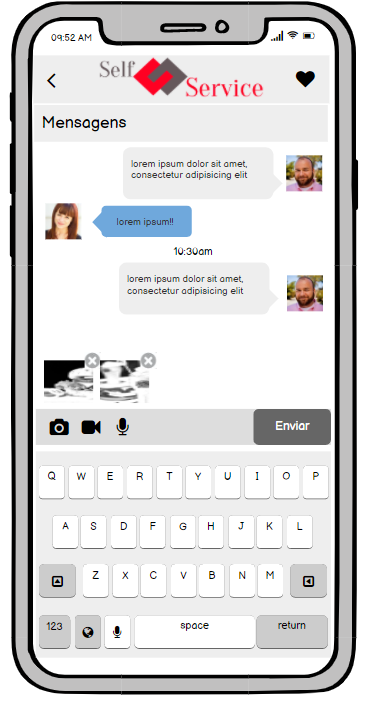 09:52 AM
Self
Service
Mensagens
lorem ipsum dolor sit amet,
consectetur adipisicing elit
lorem ipsum!!
10:30am
lorem ipsum dolor sit amet,
consectetur adipisicing elit
Enviar
Q W E R T Y U I O P
A S D F G H J K L
Z X C V B N M
123 space return